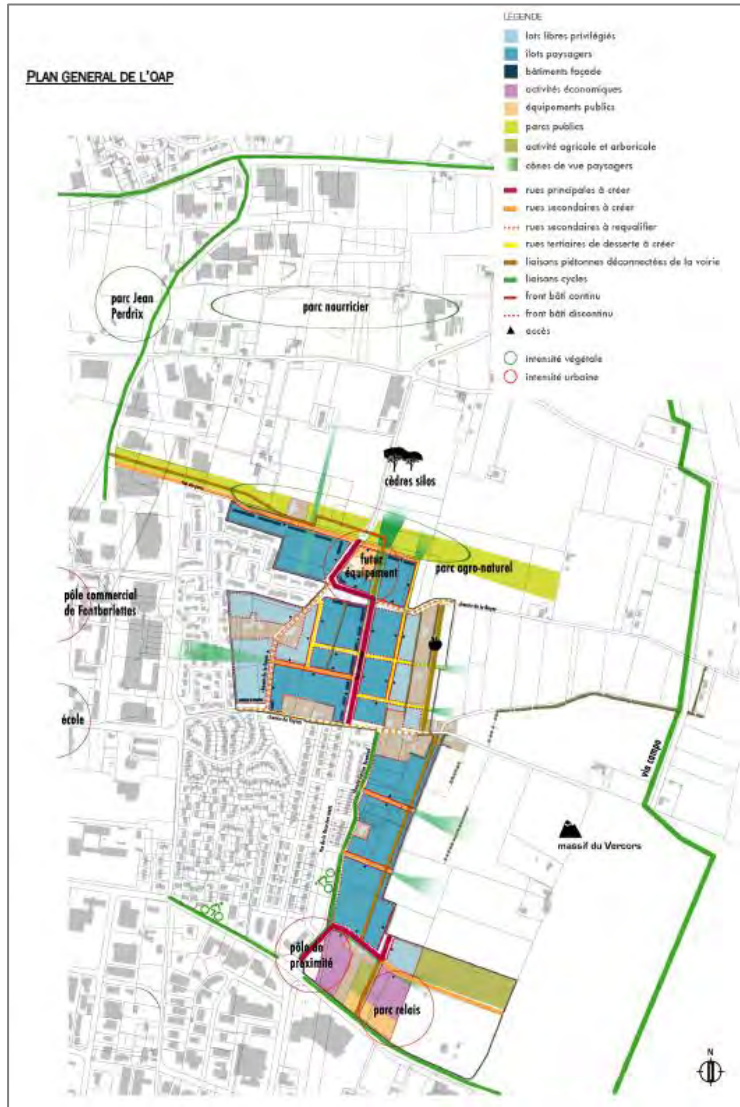 LÉGENDE
lots libres privilégiés
îlots paysagers
bâtiments façade
activités économiques
équipements publics
parcs publics
activité agricole et arboricole
cônes de vue paysagers
rues principales à créer
rues secondaires à créer
rues secondaires à requalifier
rues tertiaires de desserte à créer
liaisons piétonnes déconnectées de la voirie
liaisons cycles
front bâti continu
front bâti discontinu
accès
intensité végétale
intensité urbaine
PLAN GENERAL DE L'OAP
parc Jean
Perdrix
parc nourricier
cèdres silos
futur
équipement
parc agro-naturel
pôle commercial
de Fontbarlettes
école
via campo
massif du Vercors
pôle de
proximité
parc relais
N